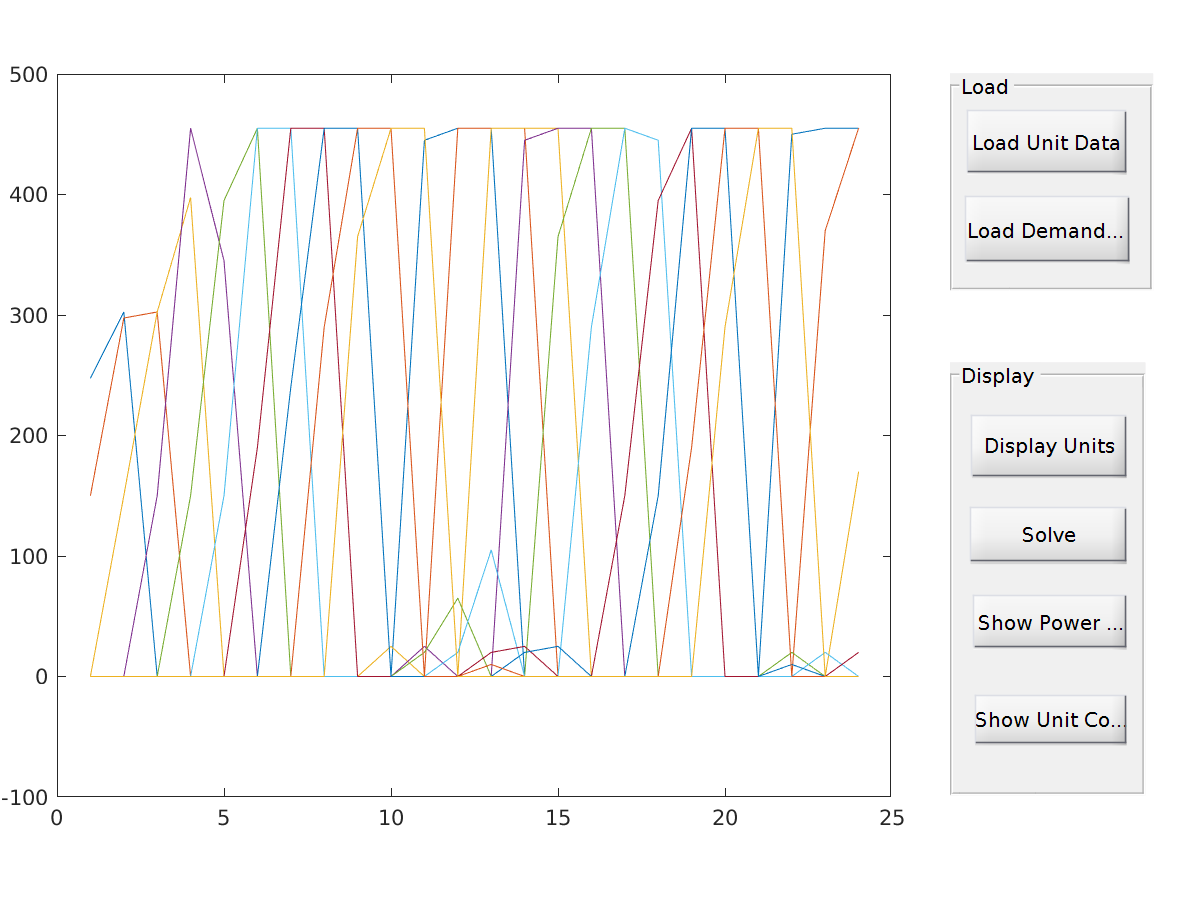 500
400
300
200
100
0
-100
0 5 10 15 20 25
Load
Load Unit Data
Load Demand...
Display
Display Units
Solve
Show Power ...
Show Unit Co...